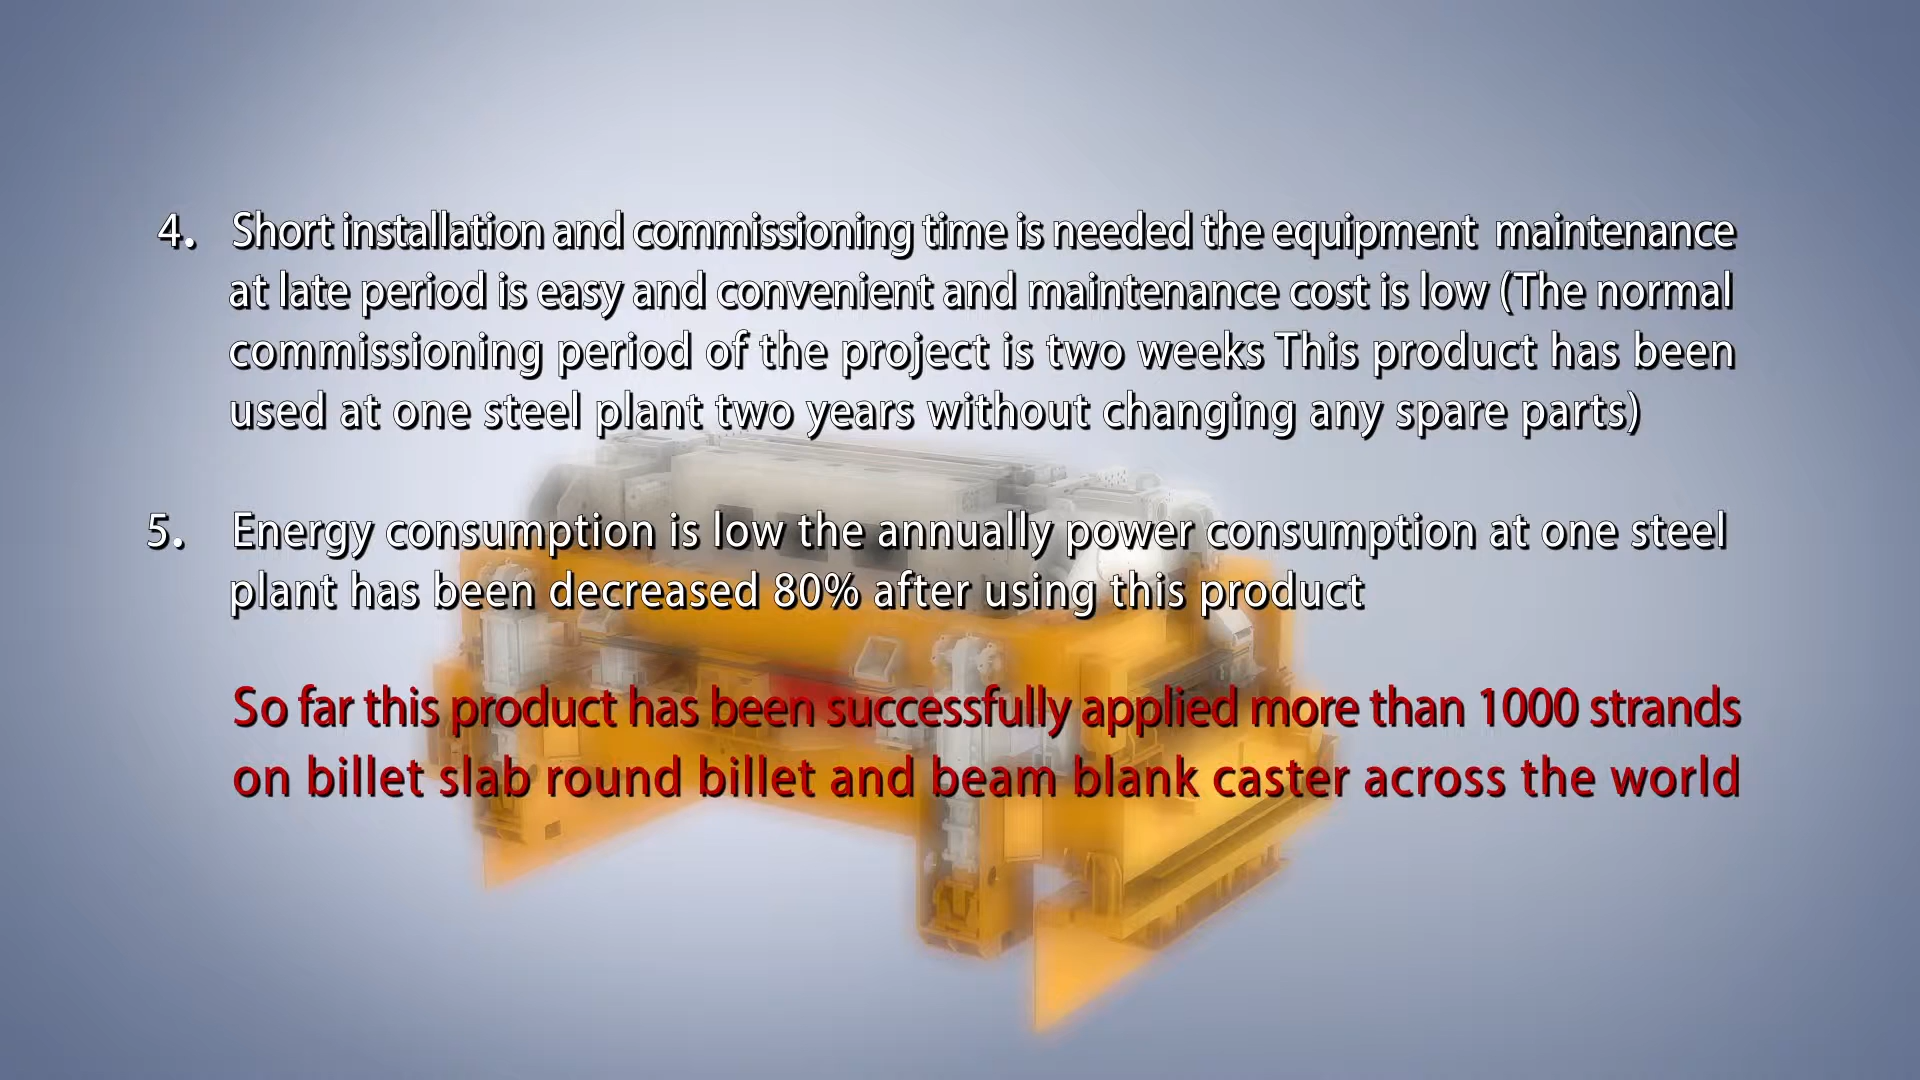 4. Short installation and commissioning time is needed the equipment maintenance
at late period is easy and convenient and maintenance cost is low (The normal
commissioning period of the project is two weeks This product has been
used at one steel plant two years without changing any spare parts)
5. Energy consumption is low the annually power consumption at one steel
plant has been decreased 80% after using this product
So far this product has been successfully applied more than 1000 strands
on billet slab round billet and beam blank caster across the world